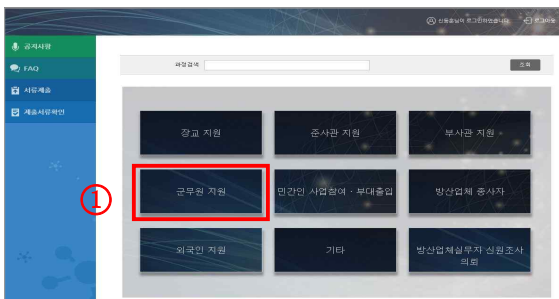 신동호님이 로그인하였습니다.
로그아웃
공지사항
FAQ
서류제출
제출서류확인
과정검색
조회
장교 지원
준사관 지원
부사관 지원
①
군무원 지원
민간인 사업참여 · 부대출입
방산업체 종사자
외국인 지원
기타
방산업체실무자 신원조사
의뢰